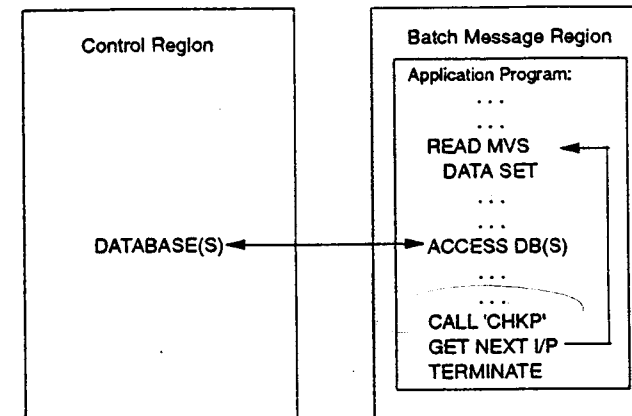 Control Region
DATABASE(S)
Batch Message Region
Application Program:
...
...
READ MVS
DATA SET
...
...
ACCESS DB(S)
...
...
CALL 'CHKP'
GET NEXT I/P
TERMINATE